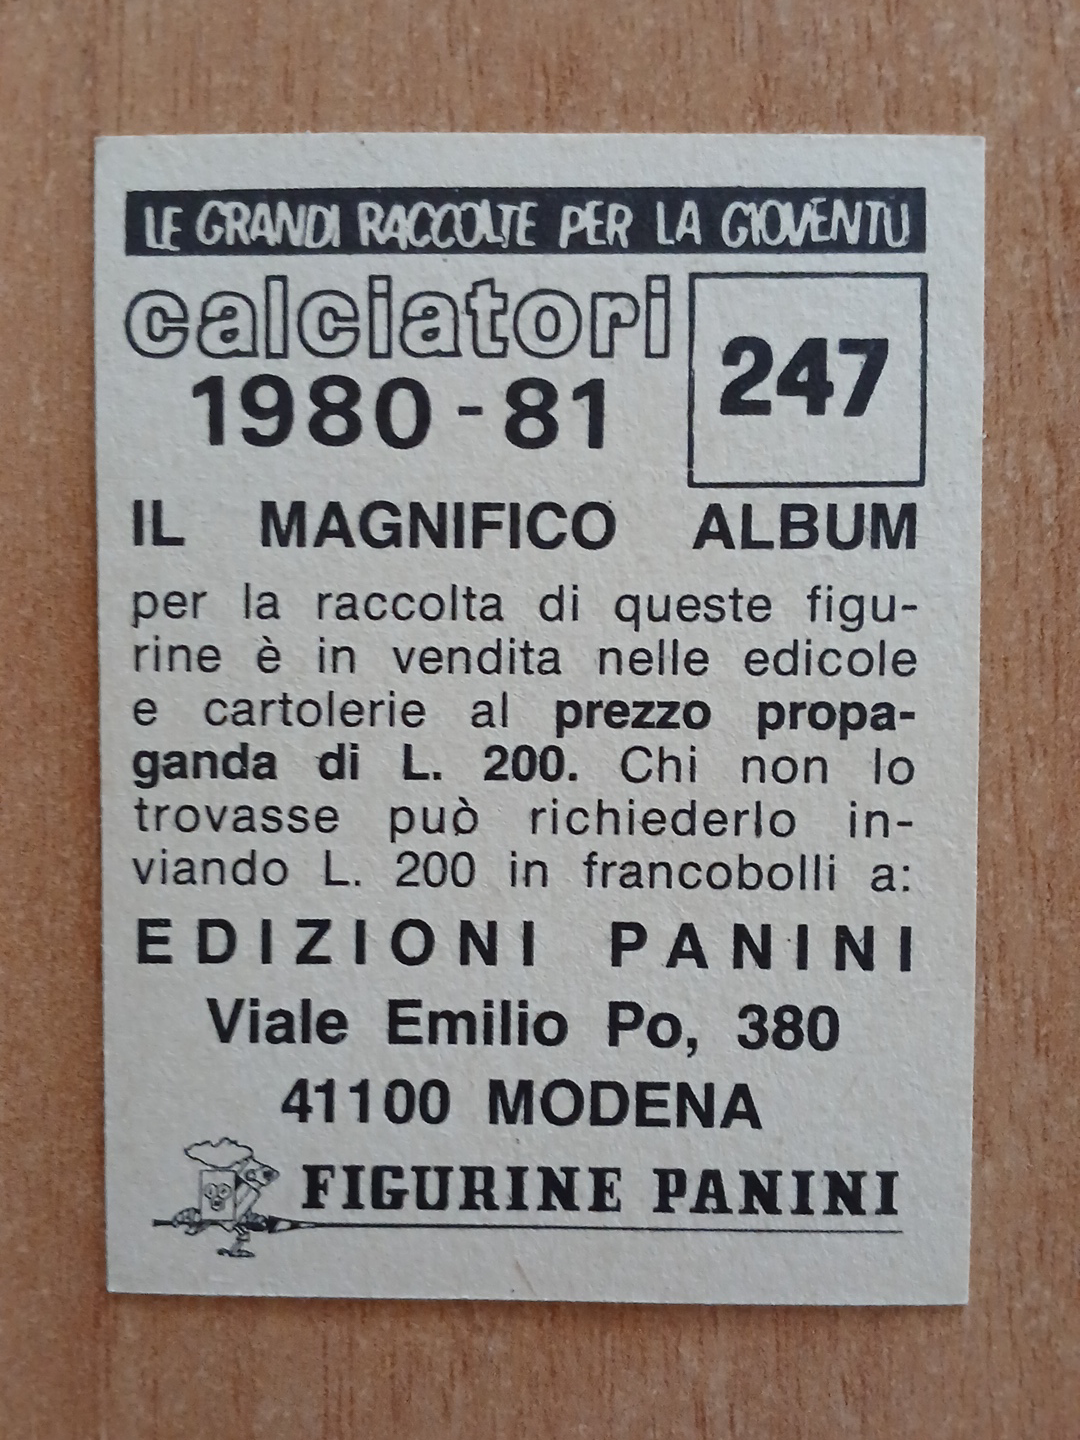 LE GRANDI RACCOLTE PER LA GIOVENTÙ
calciatori
1980-81
247
IL MAGNIFICO ALBUM
per la raccolta di queste figu-
rine è in vendita nelle edicole
e cartolerie al prezzo propa-
ganda di L. 200. Chi non lo
trovasse può richiederlo in-
viando L. 200 in francobolli a:
EDIZIONI PANINI
Viale Emilio Po, 380
41100 MODENA
FIGURINE PANINI